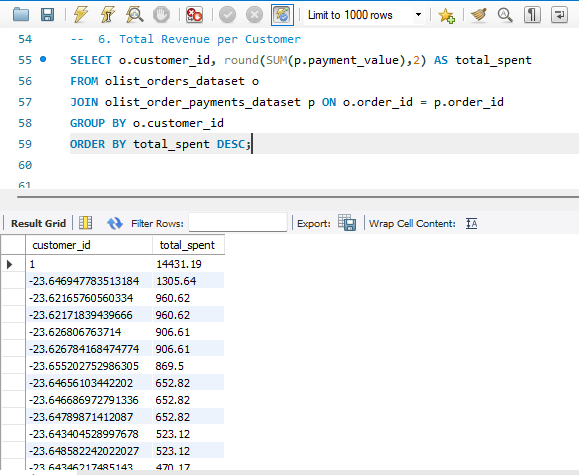 Limit to 1000 rows
54 -- 6. Total Revenue per Customer
55 SELECT o.customer_id, round(SUM(p.payment_value),2) AS total_spent
56 FROM olist_orders_dataset o
57 JOIN olist_order_payments_dataset p ON o.order_id = p.order_id
58 GROUP BY o.customer_id
59 ORDER BY total_spent DESC;
60
61
Result Grid Filter Rows: Export: Wrap Cell Content: IA
customer_id total_spent
1 14431.19
-23.646947783513184 1305.64
-23.62165760560334 960.62
-23.62171839439666 960.62
-23.626806763714 906.61
-23.626784168474774 906.61
-23.655202752986305 869.5
-23.64656103442202 652.82
-23.646686972791336 652.82
-23.64789871412087 652.82
-23.643404528997678 523.12
-23.648582242022027 523.12
-23.64346217485143 470.17